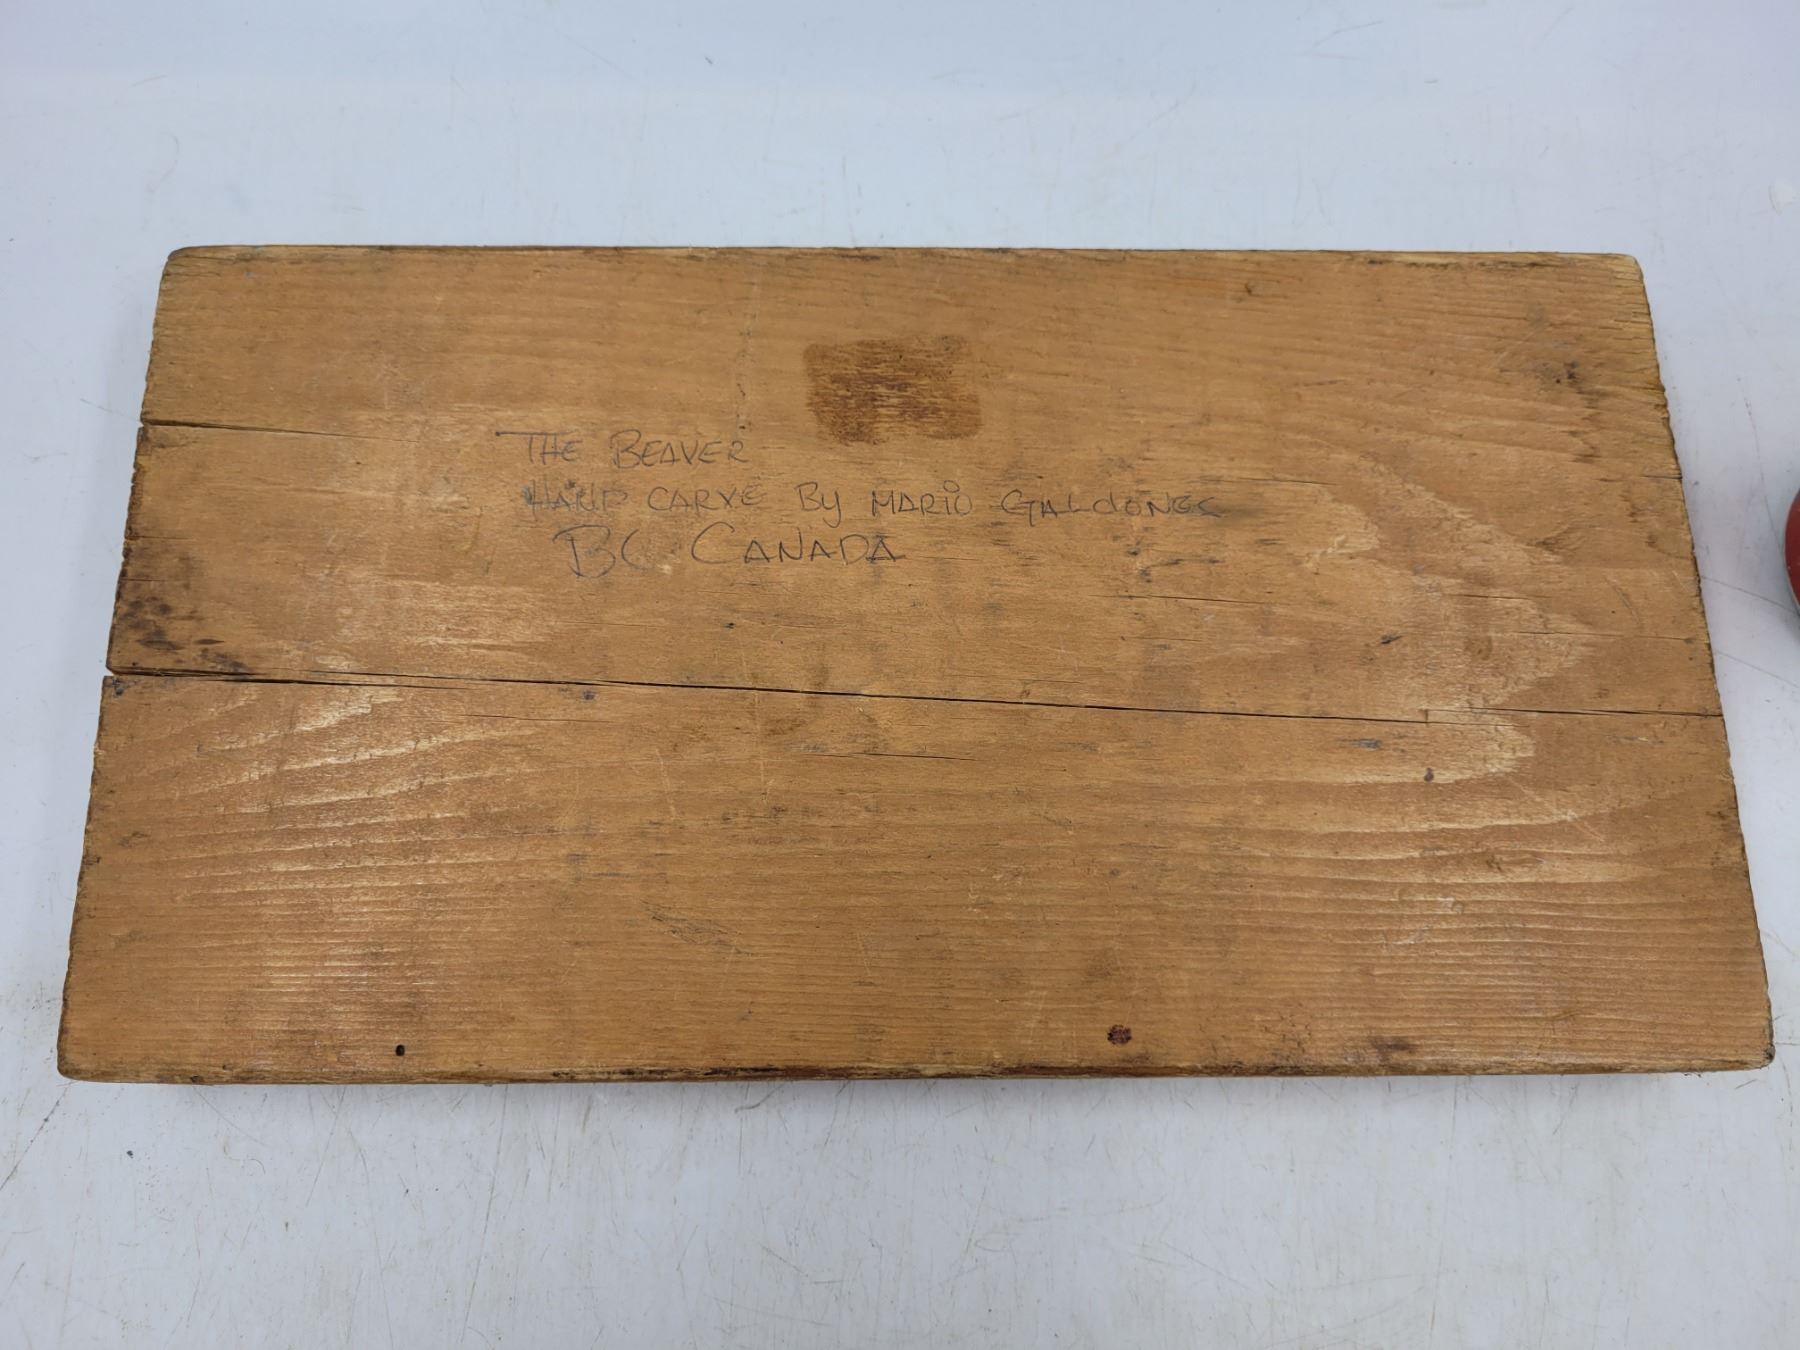 THE BEAVER
HAND CARVE By MARIO GALdONES
BC CANADA